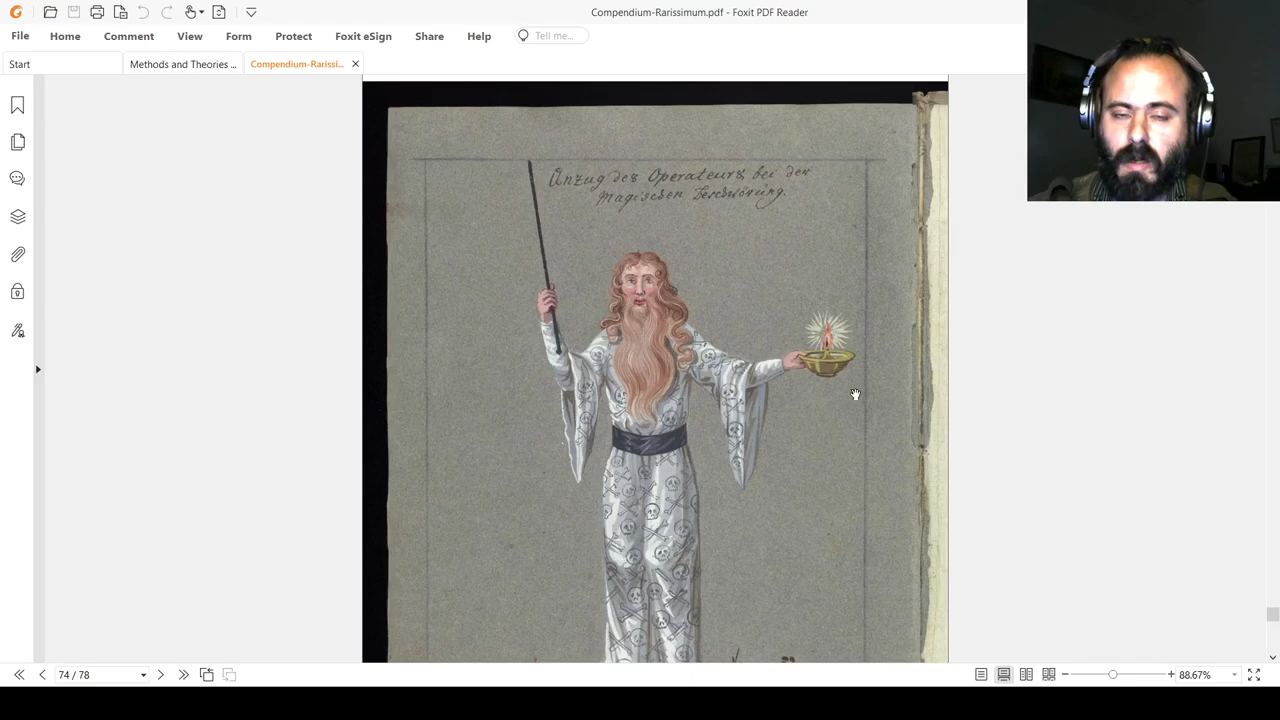 Compendium-Rarissimum.pdf - Foxit PDF Reader
File Home Comment View Form Protect Foxit eSign Share Help Tell me...
Start Methods and Theories ... Compendium-Rarissi...
Anzug des Operateurs bei der
Magischen Beschwörung.
74 / 78 88.67%